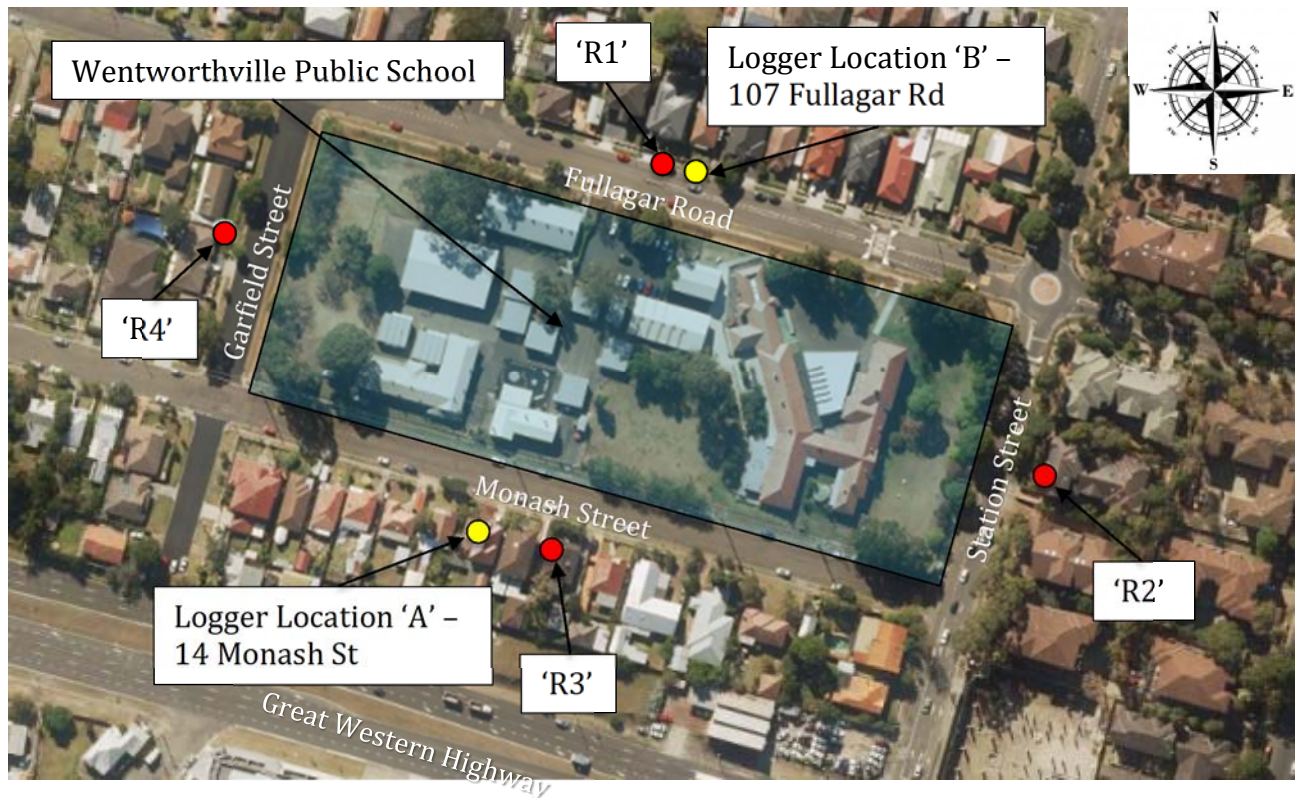 ‘R1’
Logger Location ‘B’ –
107 Fullagar Rd
Wentworthville Public School
N
W
E
S
Fullagar Road
Garfield Street
‘R4’
Monash Street
Station Street
‘R2’
Logger Location ‘A’ –
14 Monash St
‘R3’
Great Western Highway